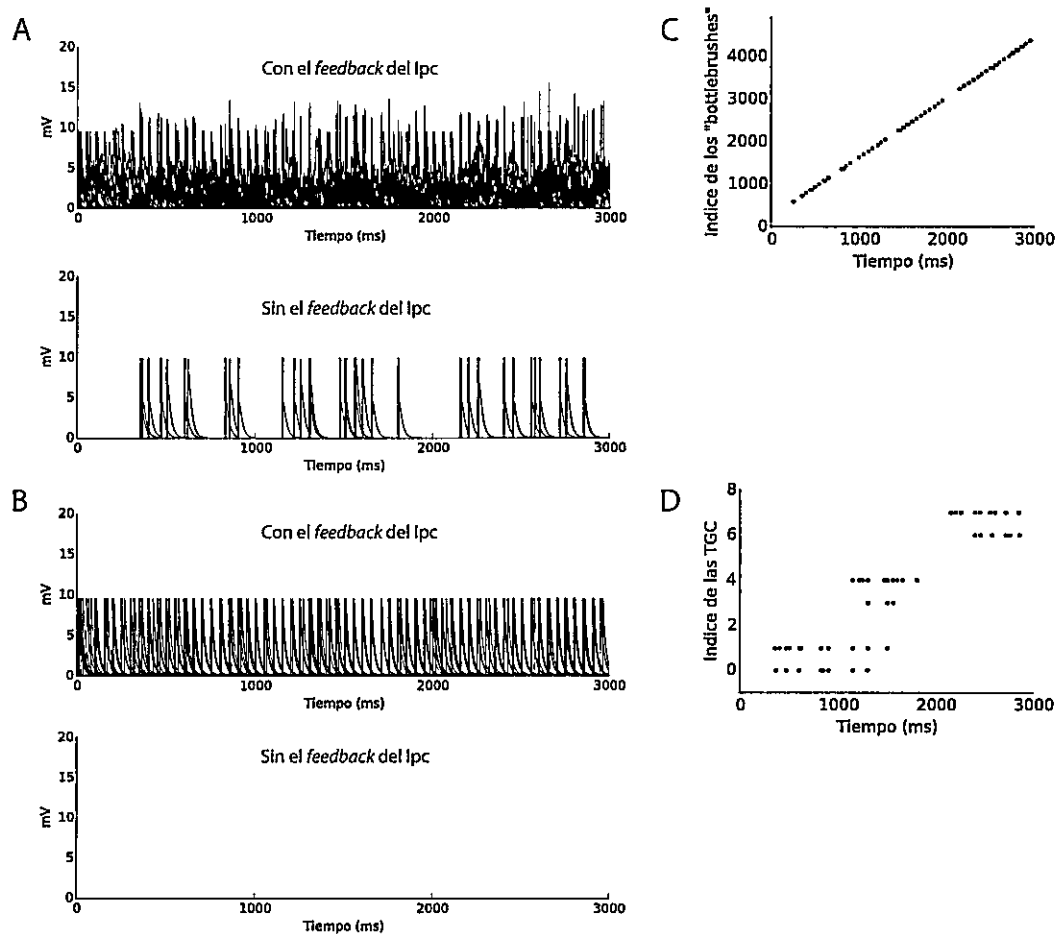 A
20
15
10
5
0
mV
Con el feedback del Ipc
0
1000
2000
3000
Tiempo (ms)
20
15
10
5
0
mV
Sin el feedback del Ipc
0
1000
2000
3000
Tiempo (ms)
B
20
15
10
5
0
mV
Con el feedback del Ipc
0
1000
2000
3000
Tiempo (ms)
20
15
10
5
0
mV
Sin el feedback del Ipc
0
1000
2000
3000
Tiempo (ms)
C
Indice de los "bottlebrushes"
4000
3000
2000
1000
0
0
1000
2000
3000
Tiempo (ms)
D
Indice de las TGC
8
6
4
2
0
0
1000
2000
3000
Tiempo (ms)